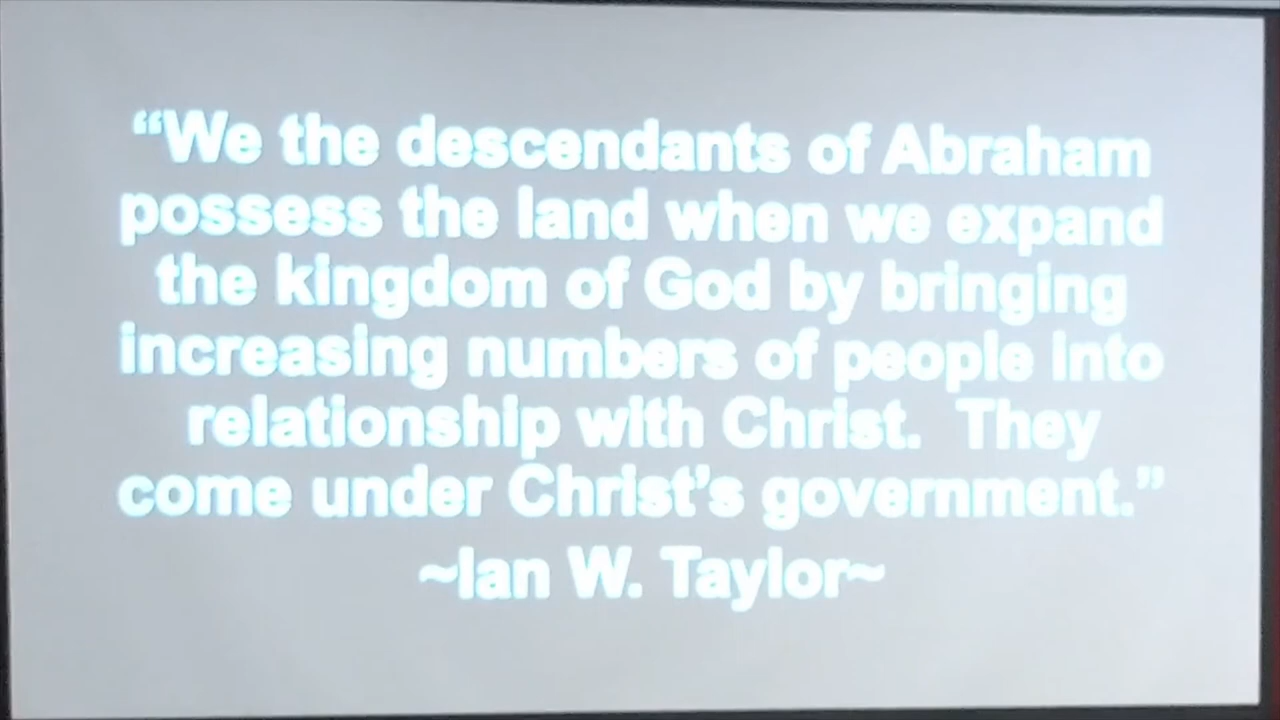 “We the descendants of Abraham
possess the land when we expand
the kingdom of God by bringing
increasing numbers of people into
relationship with Christ.  They
come under Christ’s government.”
~Ian W. Taylor~